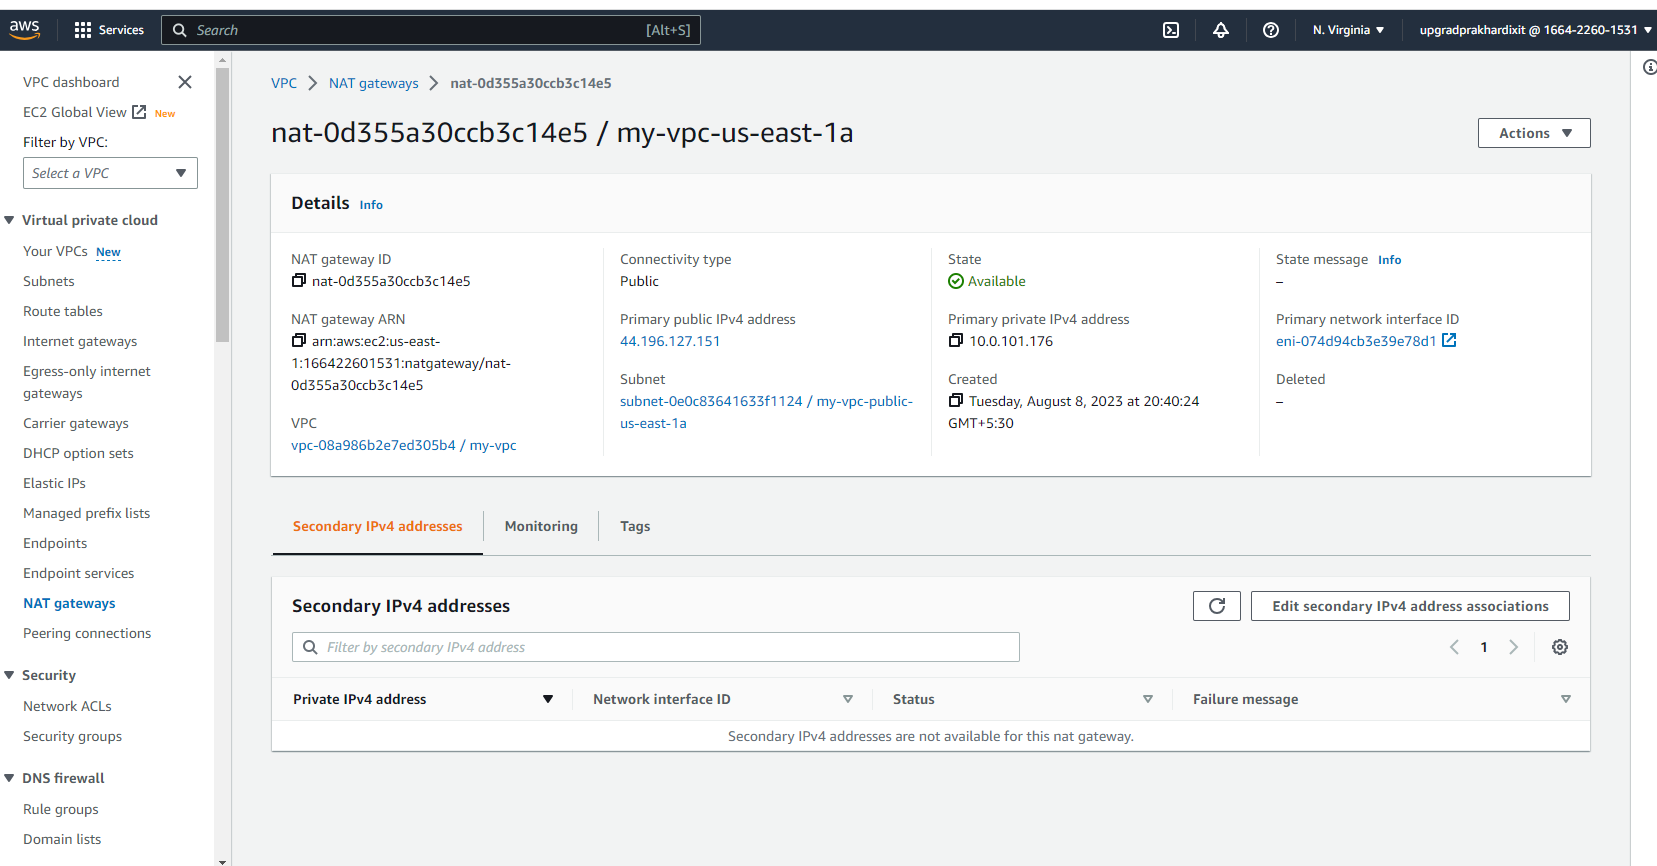 aws
Services
Search [Alt+S]
N. Virginia
upgradprakhardixit @ 1664-2260-1531
VPC dashboard
EC2 Global View New
Filter by VPC:
Select a VPC
Virtual private cloud
Your VPCs New
Subnets
Route tables
Internet gateways
Egress-only internet
gateways
Carrier gateways
DHCP option sets
Elastic IPs
Managed prefix lists
Endpoints
Endpoint services
NAT gateways
Peering connections
Security
Network ACLs
Security groups
DNS firewall
Rule groups
Domain lists
VPC NAT gateways nat-0d355a30ccb3c14e5
nat-0d355a30ccb3c14e5 / my-vpc-us-east-1a
Actions
Details Info
NAT gateway ID
nat-0d355a30ccb3c14e5
NAT gateway ARN
arn:aws:ec2:us-east-
1:166422601531:natgateway/nat-
0d355a30ccb3c14e5
VPC
vpc-08a986b2e7ed305b4 / my-vpc
Connectivity type
Public
Primary public IPv4 address
44.196.127.151
Subnet
subnet-0e0c83641633f1124 / my-vpc-public-
us-east-1a
State
Available
Primary private IPv4 address
10.0.101.176
Created
Tuesday, August 8, 2023 at 20:40:24
GMT+5:30
State message Info
–
Primary network interface ID
eni-074d94cb3e39e78d1
Deleted
–
Secondary IPv4 addresses
Monitoring
Tags
Secondary IPv4 addresses
Edit secondary IPv4 address associations
Filter by secondary IPv4 address
1
Private IPv4 address Network interface ID Status Failure message
Secondary IPv4 addresses are not available for this nat gateway.